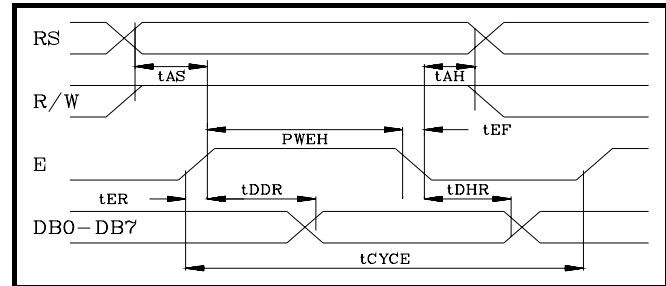 RS
tAS
tAH
R/W
tEF
PWEH
E
tER
tDDR
tDHR
DB0-DB7
tCYCE